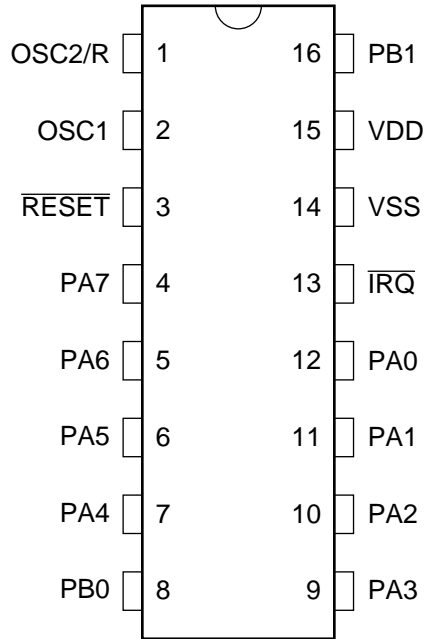 OSC2/R 1 16 PB1
OSC1 2 15 VDD
RESET 3 14 VSS
PA7 4 13 IRQ
PA6 5 12 PA0
PA5 6 11 PA1
PA4 7 10 PA2
PB0 8 9 PA3